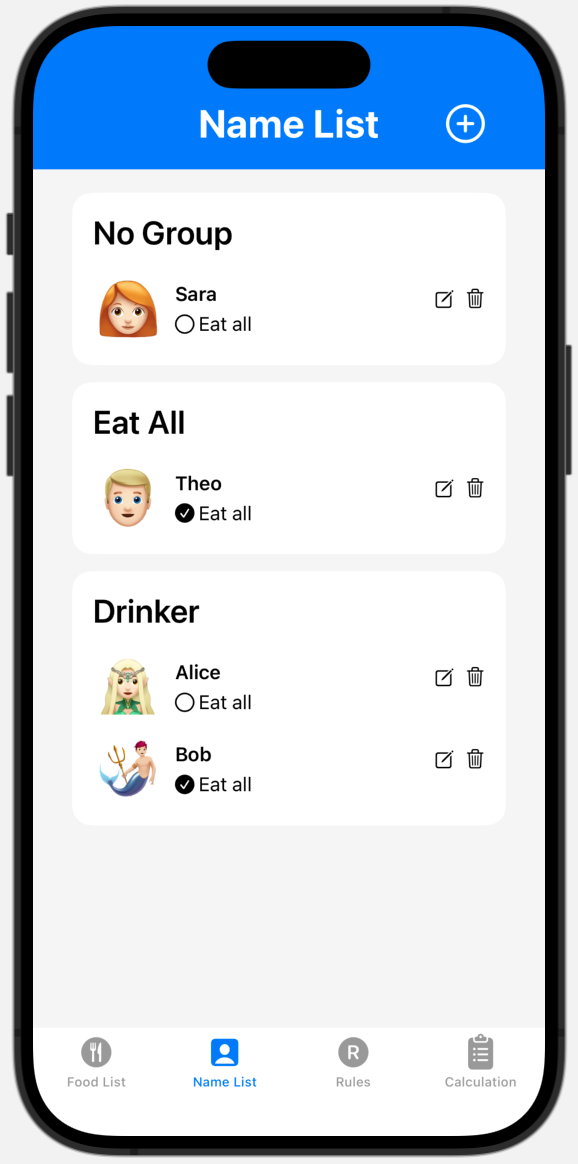 Name List
No Group
Sara
Eat all
Eat All
Theo
Eat all
Drinker
Alice
Eat all
Bob
Eat all
R
Food List
Name List
Rules
Calculation